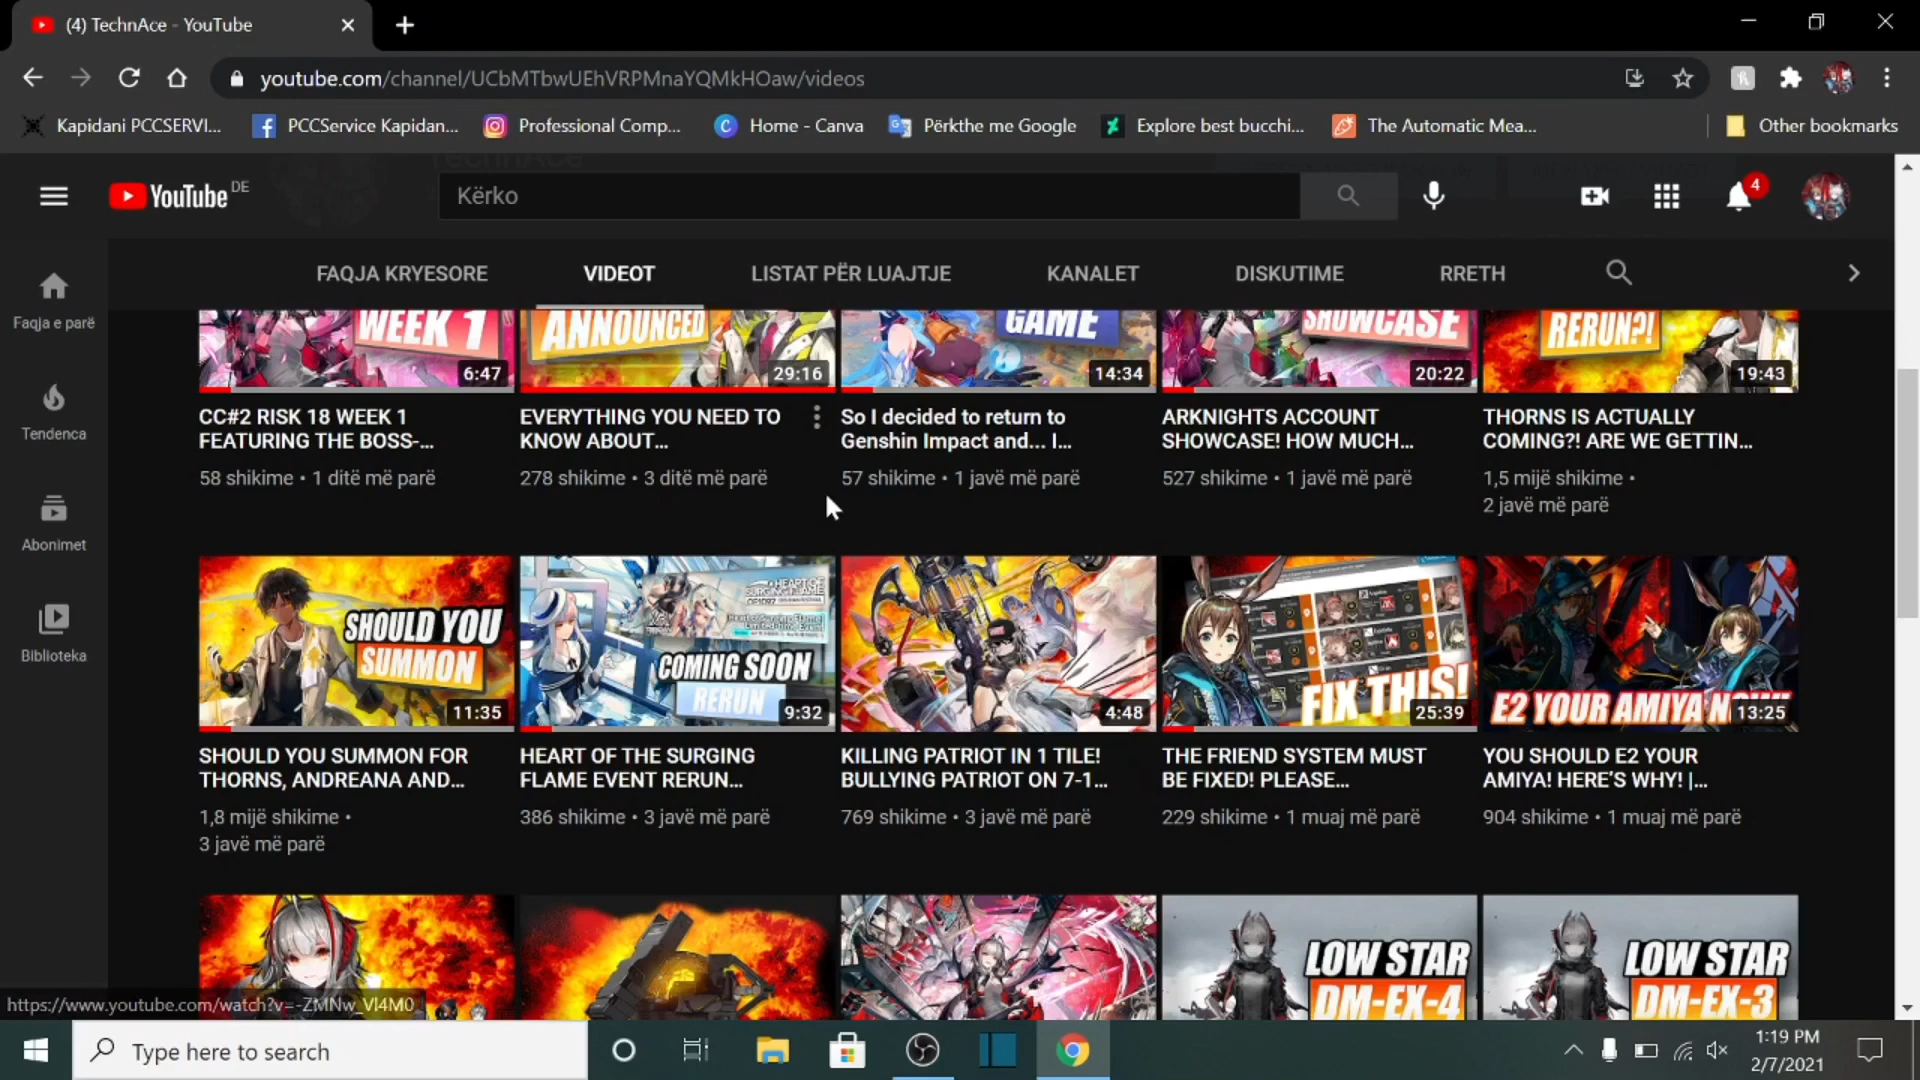 (4) TechnAce - YouTube
youtube.com/channel/UCbMTbwUEhVRPMnaYQMkHOaw/videos
Kapidani PCCSERVI... PCCService Kapidan... Professional Comp... Home - Canva Përkthe me Google Explore best bucchi... The Automatic Mea... Other bookmarks
TechnAce
YouTube DE
Kërko
4
FAQJA KRYESORE VIDEOT LISTAT PËR LUAJTJE KANALET DISKUTIME RRETH
Faqja e parë
Tendenca
Abonimet
Biblioteka
WEEK 1
6:47
ANNOUNCED
29:16
GAME
14:34
SHOWCASE
20:22
RERUN?!
19:43
CC#2 RISK 18 WEEK 1
FEATURING THE BOSS-...
58 shikime • 1 ditë më parë
EVERYTHING YOU NEED TO
KNOW ABOUT...
278 shikime • 3 ditë më parë
So I decided to return to
Genshin Impact and... I...
57 shikime • 1 javë më parë
ARKNIGHTS ACCOUNT
SHOWCASE! HOW MUCH...
527 shikime • 1 javë më parë
THORNS IS ACTUALLY
COMING?! ARE WE GETTIN...
1,5 mijë shikime •
2 javë më parë
SHOULD YOU
SUMMON
11:35
HEART OF
SURGING FLAME
COMING SOON
RERUN
9:32
4:48
FIX THIS!
25:39
E2 YOUR AMIYA NOW!
13:25
SHOULD YOU SUMMON FOR
THORNS, ANDREANA AND...
1,8 mijë shikime •
3 javë më parë
HEART OF THE SURGING
FLAME EVENT RERUN...
386 shikime • 3 javë më parë
KILLING PATRIOT IN 1 TILE!
BULLYING PATRIOT ON 7-1...
769 shikime • 3 javë më parë
THE FRIEND SYSTEM MUST
BE FIXED! PLEASE...
229 shikime • 1 muaj më parë
YOU SHOULD E2 YOUR
AMIYA! HERE'S WHY! |...
904 shikime • 1 muaj më parë
LOW STAR
DM-EX-4
LOW STAR
DM-EX-3
https://www.youtube.com/watch?v=-ZMNw_Vl4M0
Type here to search
1:19 PM
2/7/2021